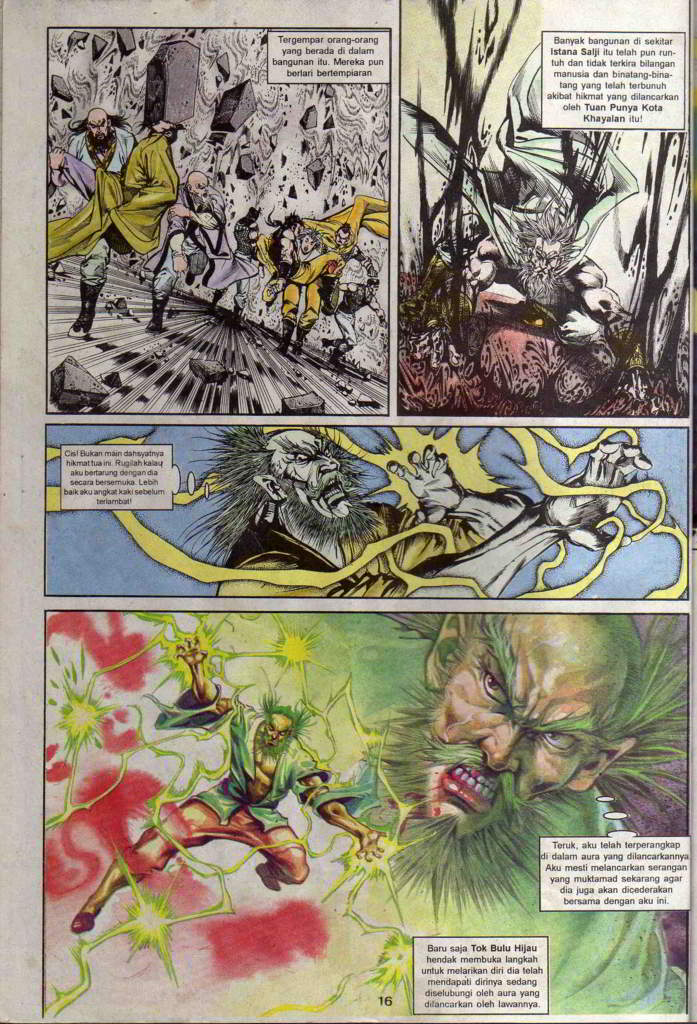 Tergempar orang-orang
yang berada di dalam
bangunan itu. Mereka pun
berlari bertempiaran
Banyak bangunan di sekitar
Istana Salji itu telah pun run-
tuh dan tidak terkira bilangan
manusia dan binatang-bina-
tang yang telah terbunuh
akibat hikmat yang dilancarkan
oleh Tuan Punya Kota
Khayalan itu!
Cis! Bukan main dahsyatnya
hikmat tua ini. Rugilah kalau
aku bertarung dengan dia
secara bersemuka. Lebih
baik aku angkat kaki sebelum
terlambat!
Teruk, aku telah terperangkap
di dalam aura yang dilancarkannya
Aku mesti melancarkan serangan
yang muktamad sekarang agar
dia juga akan dicederakan
bersama dengan aku ini.
Baru saja Tok Bulu Hijau
hendak membuka langkah
untuk melarikan diri dia telah
mendapati dirinya sedang
diselubungi oleh aura yang
dilancarkan oleh lawannya.
16